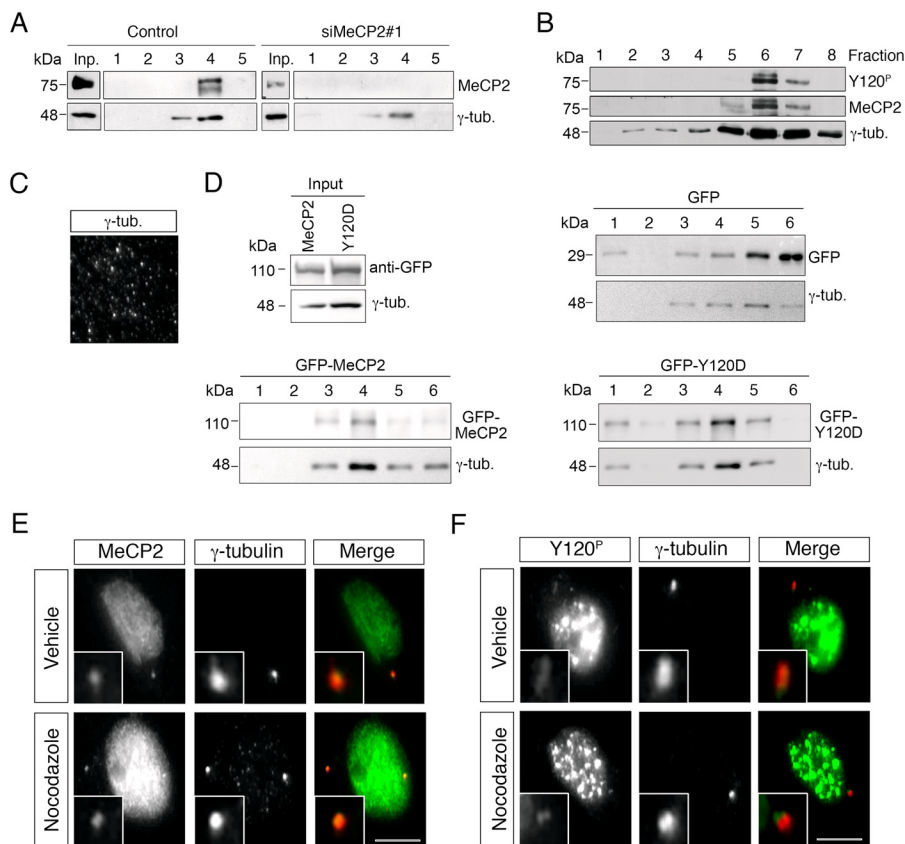 A
Control
siMeCP2#1
kDa Inp. 1 2 3 4 5 Inp. 1 2 3 4 5
75 MeCP2
48 γ-tub.
B
1 2 3 4 5 6 7 8 Fraction
kDa
75 Y120ᴾ
75 MeCP2
48 γ-tub.
C
γ-tub.
D
Input
MeCP2 Y120D
kDa
110 anti-GFP
48 γ-tub.
GFP
kDa 1 2 3 4 5 6
29 GFP
48 γ-tub.
GFP-MeCP2
kDa 1 2 3 4 5 6
110 GFP-
MeCP2
48 γ-tub.
GFP-Y120D
kDa 1 2 3 4 5 6
110 GFP-
Y120D
48 γ-tub.
E
MeCP2 γ-tubulin Merge
Vehicle
Nocodazole
F
Y120ᴾ γ-tubulin Merge
Vehicle
Nocodazole